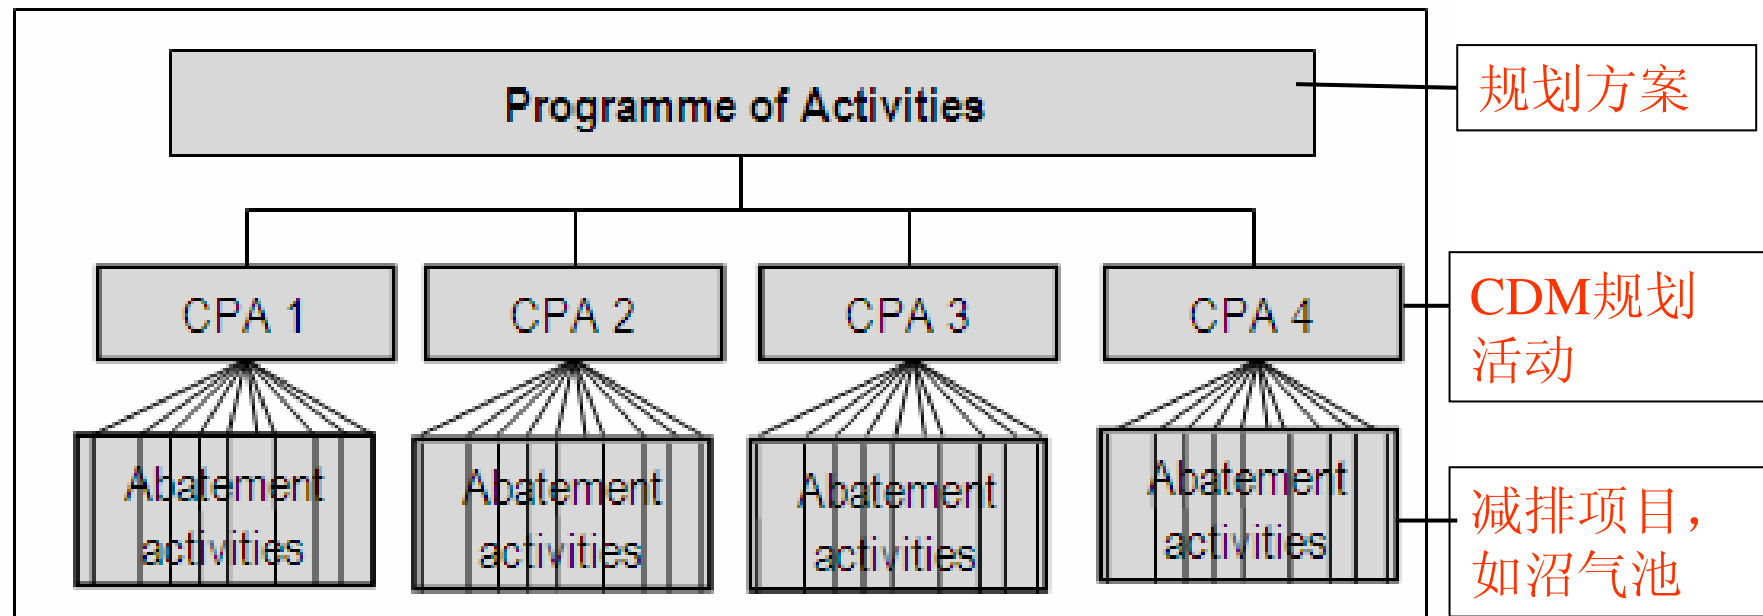 Programme of Activities
规划方案
CPA 1
CPA 2
CPA 3
CPA 4
CDM规划
活动
Abatement
activities
Abatement
activities
Abatement
activities
Abatement
activities
减排项目，
如沼气池